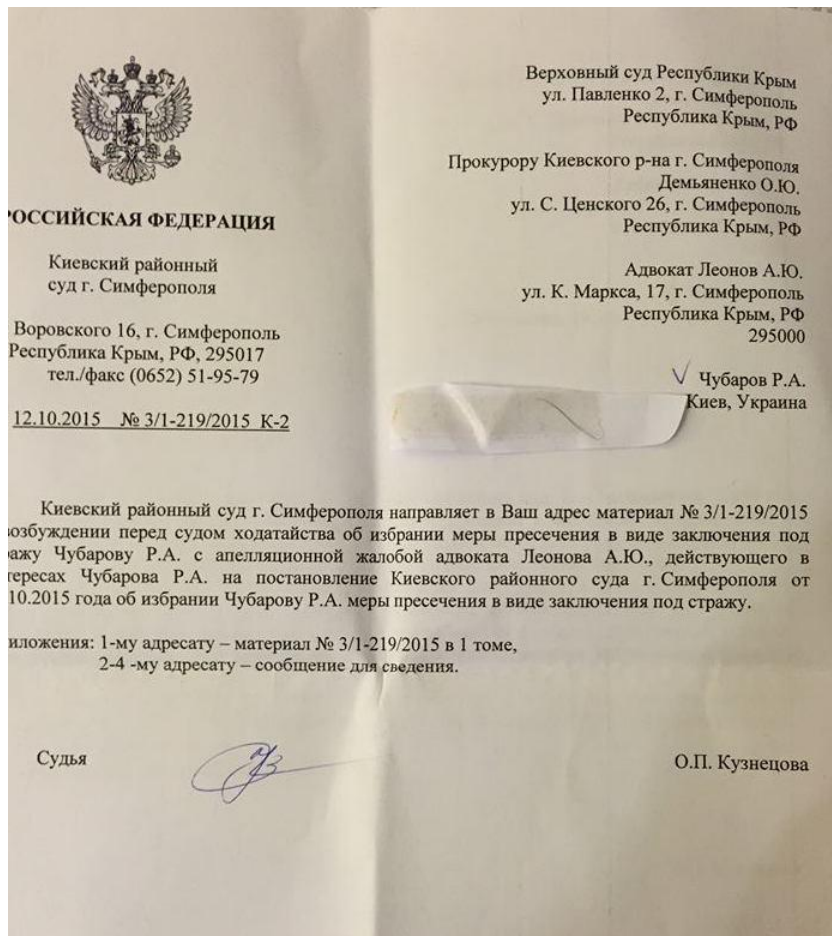 РОССИЙСКАЯ ФЕДЕРАЦИЯ
Киевский районный
суд г. Симферополя
Воровского 16, г. Симферополь
Республика Крым, РФ, 295017
тел./факс (0652) 51-95-79
12.10.2015 № 3/1-219/2015 К-2
Верховный суд Республики Крым
ул. Павленко 2, г. Симферополь
Республика Крым, РФ
Прокурору Киевского р-на г. Симферополя
Демьяненко О.Ю.
ул. С. Ценского 26, г. Симферополь
Республика Крым, РФ
Адвокат Леонов А.Ю.
ул. К. Маркса, 17, г. Симферополь
Республика Крым, РФ
295000
Чубаров Р.А.
Киев, Украина
Киевский районный суд г. Симферополя направляет в Ваш адрес материал № 3/1-219/2015
возбуждении перед судом ходатайства об избрании меры пресечения в виде заключения под
ражу Чубарову Р.А. с апелляционной жалобой адвоката Леонова А.Ю., действующего в
тересах Чубарова Р.А. на постановление Киевского районного суда г. Симферополя от
10.2015 года об избрании Чубарову Р.А. меры пресечения в виде заключения под стражу.
иложения: 1-му адресату – материал № 3/1-219/2015 в 1 томе,
2-4 -му адресату – сообщение для сведения.
Судья О.П. Кузнецова